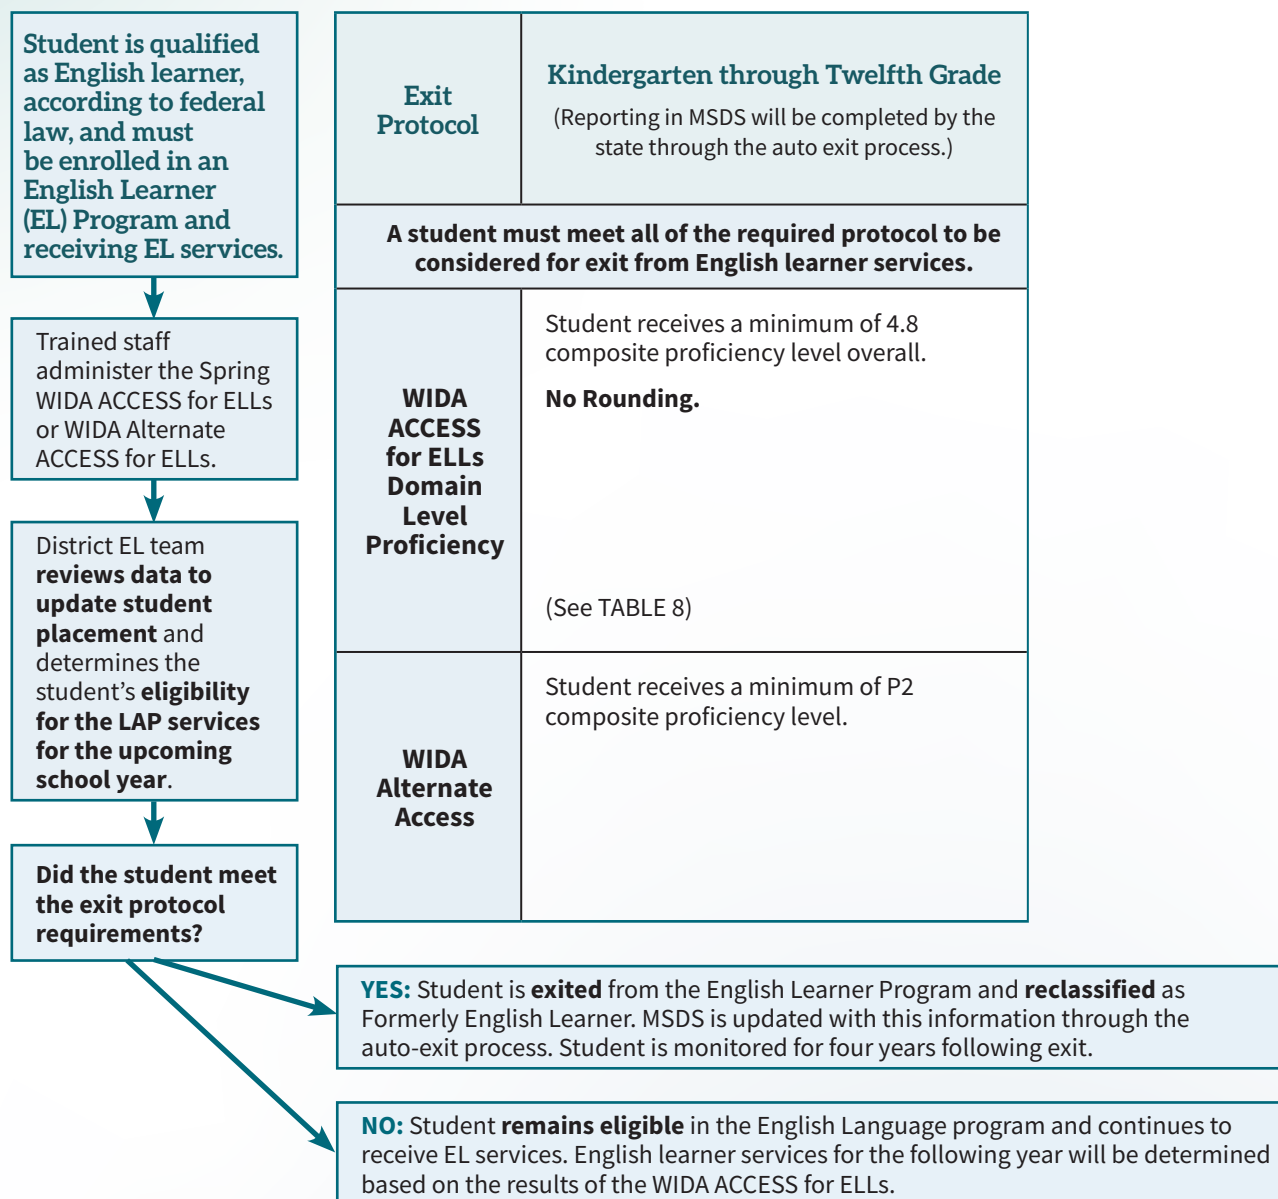 Student is qualified
as English learner,
according to federal
law, and must
be enrolled in an
English Learner
(EL) Program and
receiving EL services.
Trained staff
administer the Spring
WIDA ACCESS for ELLs
or WIDA Alternate
ACCESS for ELLs.
District EL team
reviews data to
update student
placement and
determines the
student’s eligibility
for the LAP services
for the upcoming
school year.
Did the student meet
the exit protocol
requirements?
Exit
Protocol
Kindergarten through Twelfth Grade
(Reporting in MSDS will be completed by the
state through the auto exit process.)
A student must meet all of the required protocol to be
considered for exit from English learner services.
WIDA
ACCESS
for ELLs
Domain
Level
Proficiency
Student receives a minimum of 4.8
composite proficiency level overall.
No Rounding.
(See TABLE 8)
WIDA
Alternate
Access
Student receives a minimum of P2
composite proficiency level.
YES: Student is exited from the English Learner Program and reclassified as
Formerly English Learner. MSDS is updated with this information through the
auto-exit process. Student is monitored for four years following exit.
NO: Student remains eligible in the English Language program and continues to
receive EL services. English learner services for the following year will be determined
based on the results of the WIDA ACCESS for ELLs.